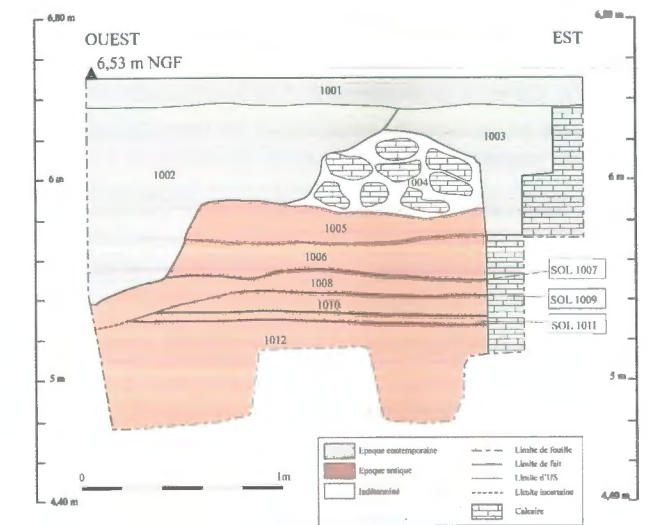 6,80 m
6,80 m
OUEST
EST
6,53 m NGF
1001
1002
1003
1004
6 m
6 m
1005
1006
SOL 1007
1008
SOL 1009
1010
SOL 1011
1012
5 m
5 m
0
1m
4,40 m
4,40 m
Epoque contemporaine
Epoque antique
Indéterminé
Limite de fouille
Limite de fait
Limite d'US
Limite incertaine
Calcaire